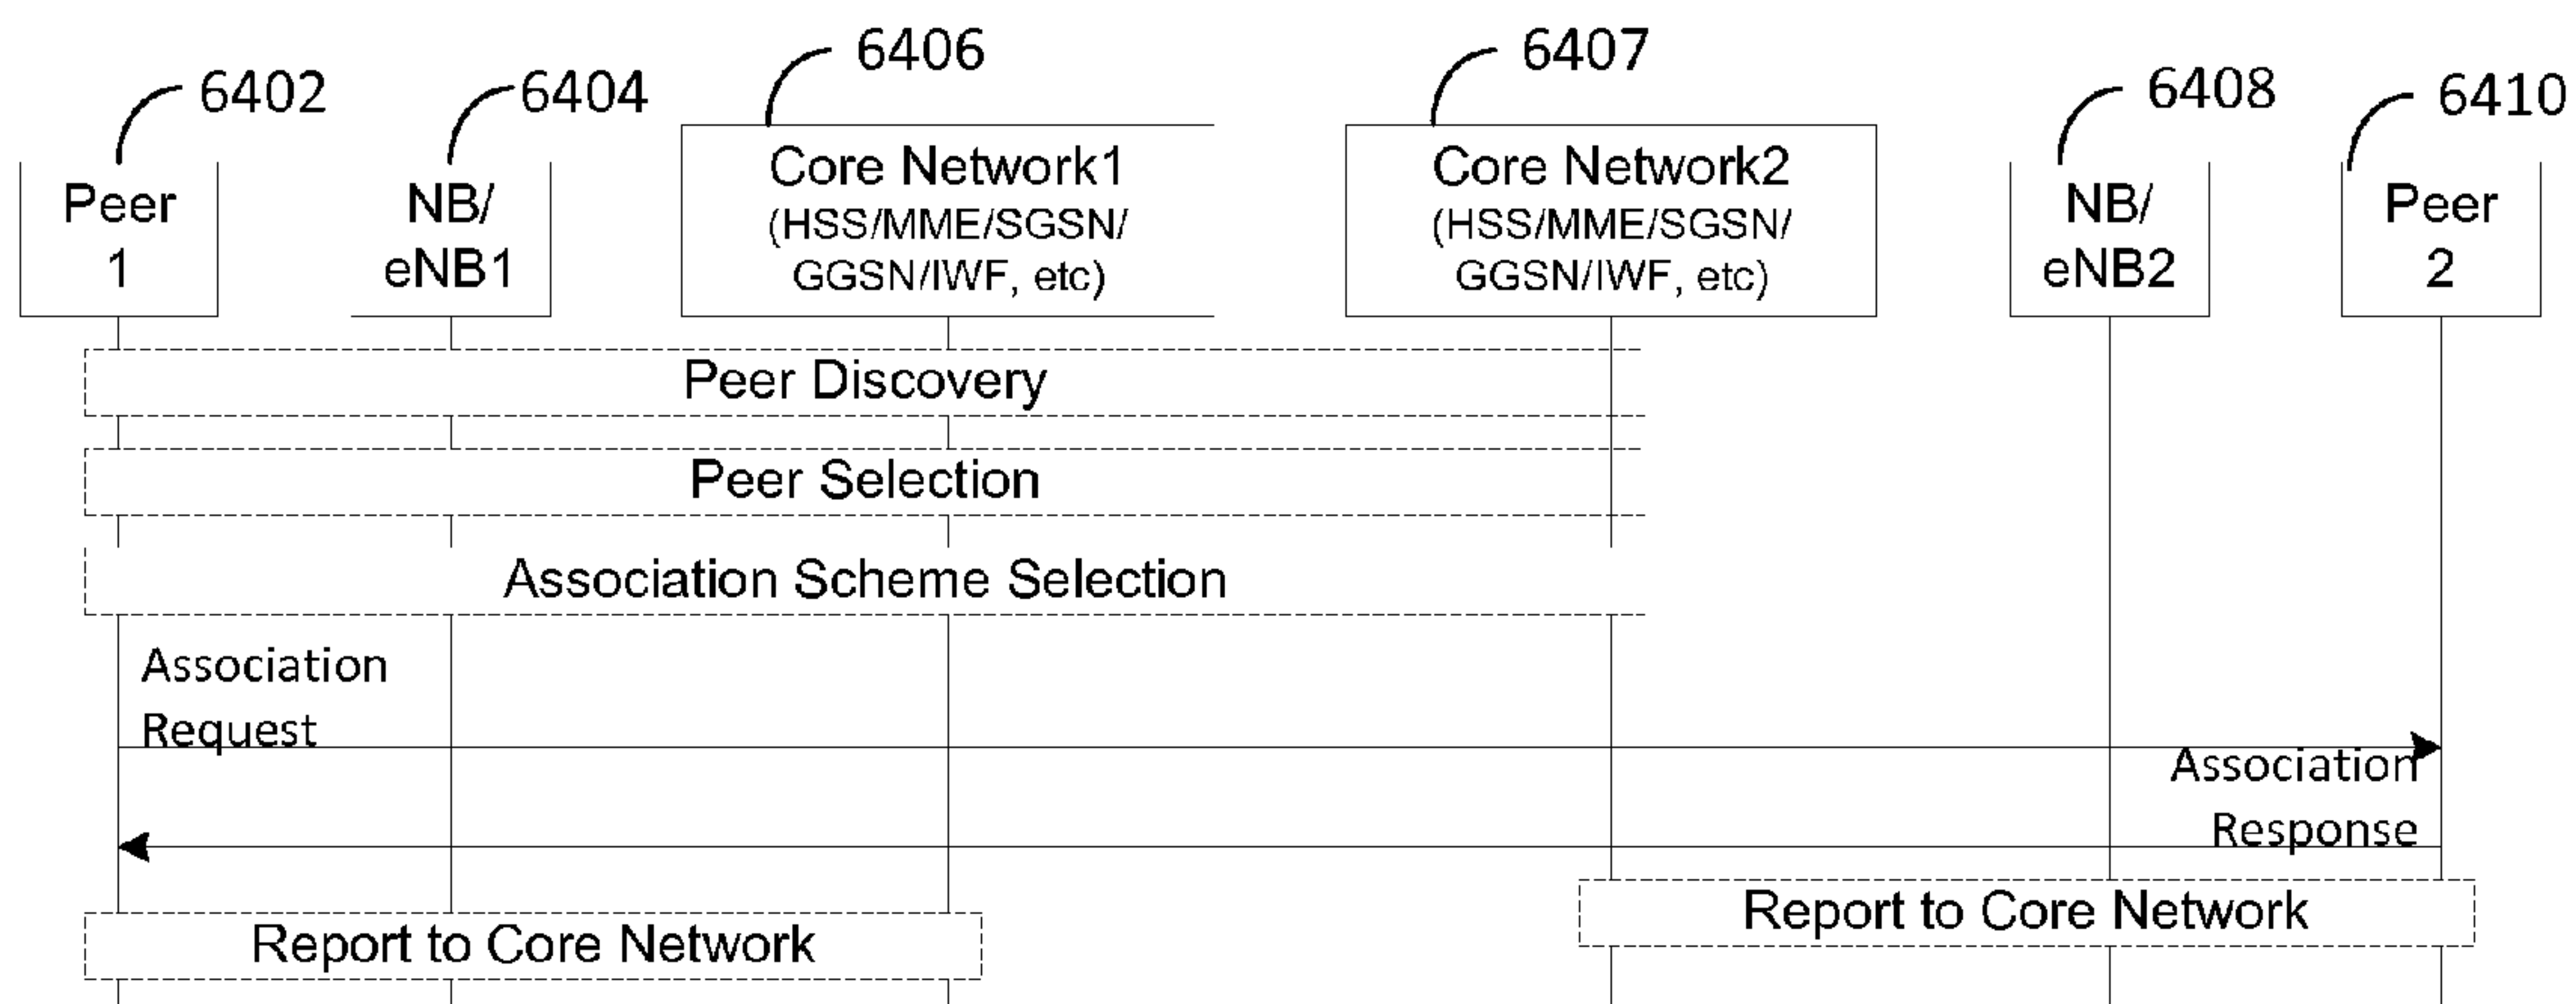 6402
6404
6406
6407
6408
6410
Peer
1
NB/
eNB1
Core Network1
(HSS/MME/SGSN/
GGSN/IWF, etc)
Core Network2
(HSS/MME/SGSN/
GGSN/IWF, etc)
NB/
eNB2
Peer
2
Peer Discovery
Peer Selection
Association Scheme Selection
Association
Request
Association
Response
Report to Core Network
Report to Core Network